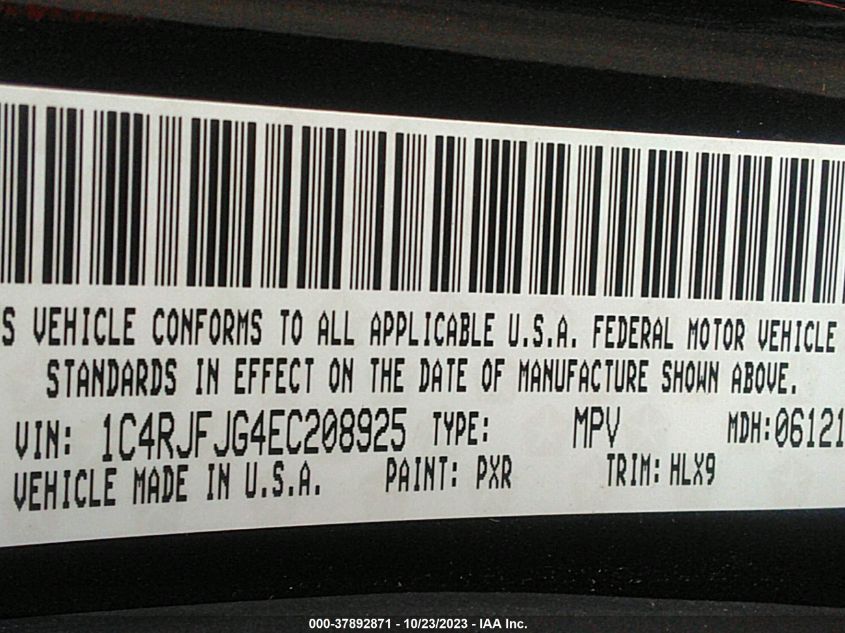 S VEHICLE CONFORMS TO ALL APPLICABLE U.S.A. FEDERAL MOTOR VEHICLE
STANDARDS IN EFFECT ON THE DATE OF MANUFACTURE SHOWN ABOVE.
VIN: 1C4RJFJG4EC208925 TYPE: MPV MDH:06121
VEHICLE MADE IN U.S.A. PAINT: PXR TRIM: HLX9
000-37892871 - 10/23/2023 - IAA Inc.